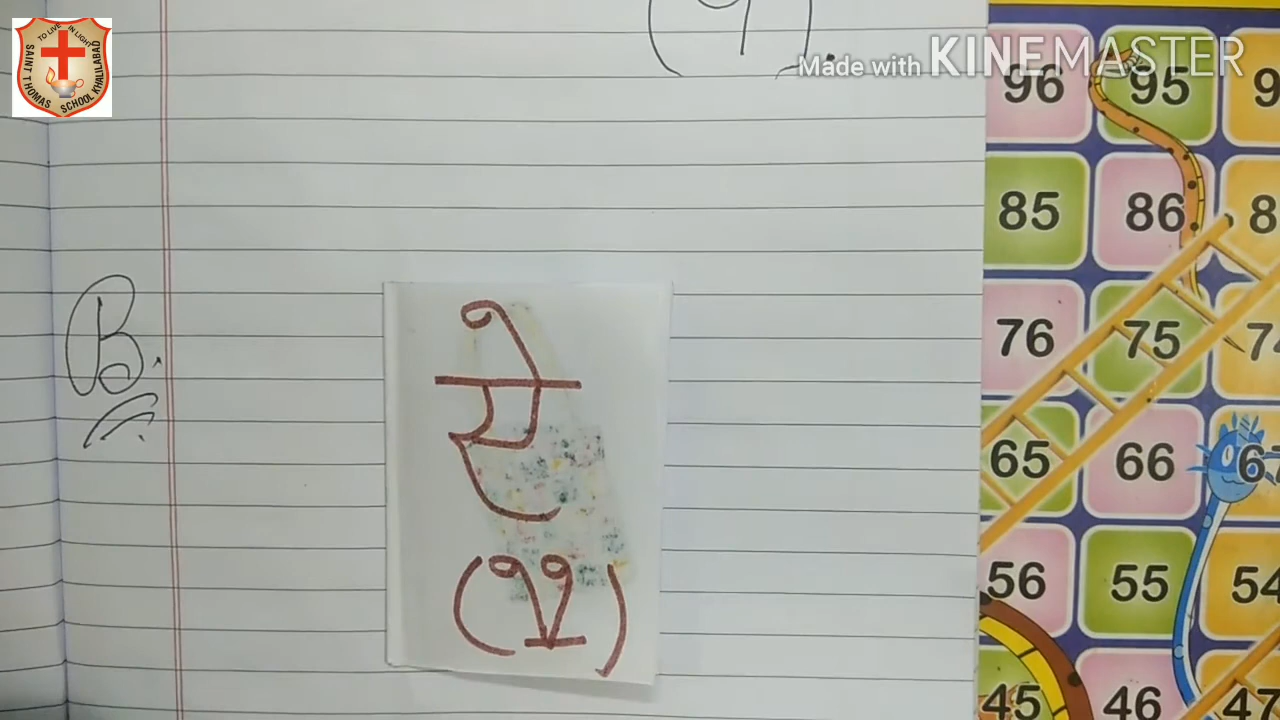 TO LIVE IN LIGHT
SAINT THOMAS SCHOOL KHALILABAD
Made with KINEMASTER
B.
ऐ
(ै)
96 95
85 86
76 75 74
65 66
56 55 54
45 46 47